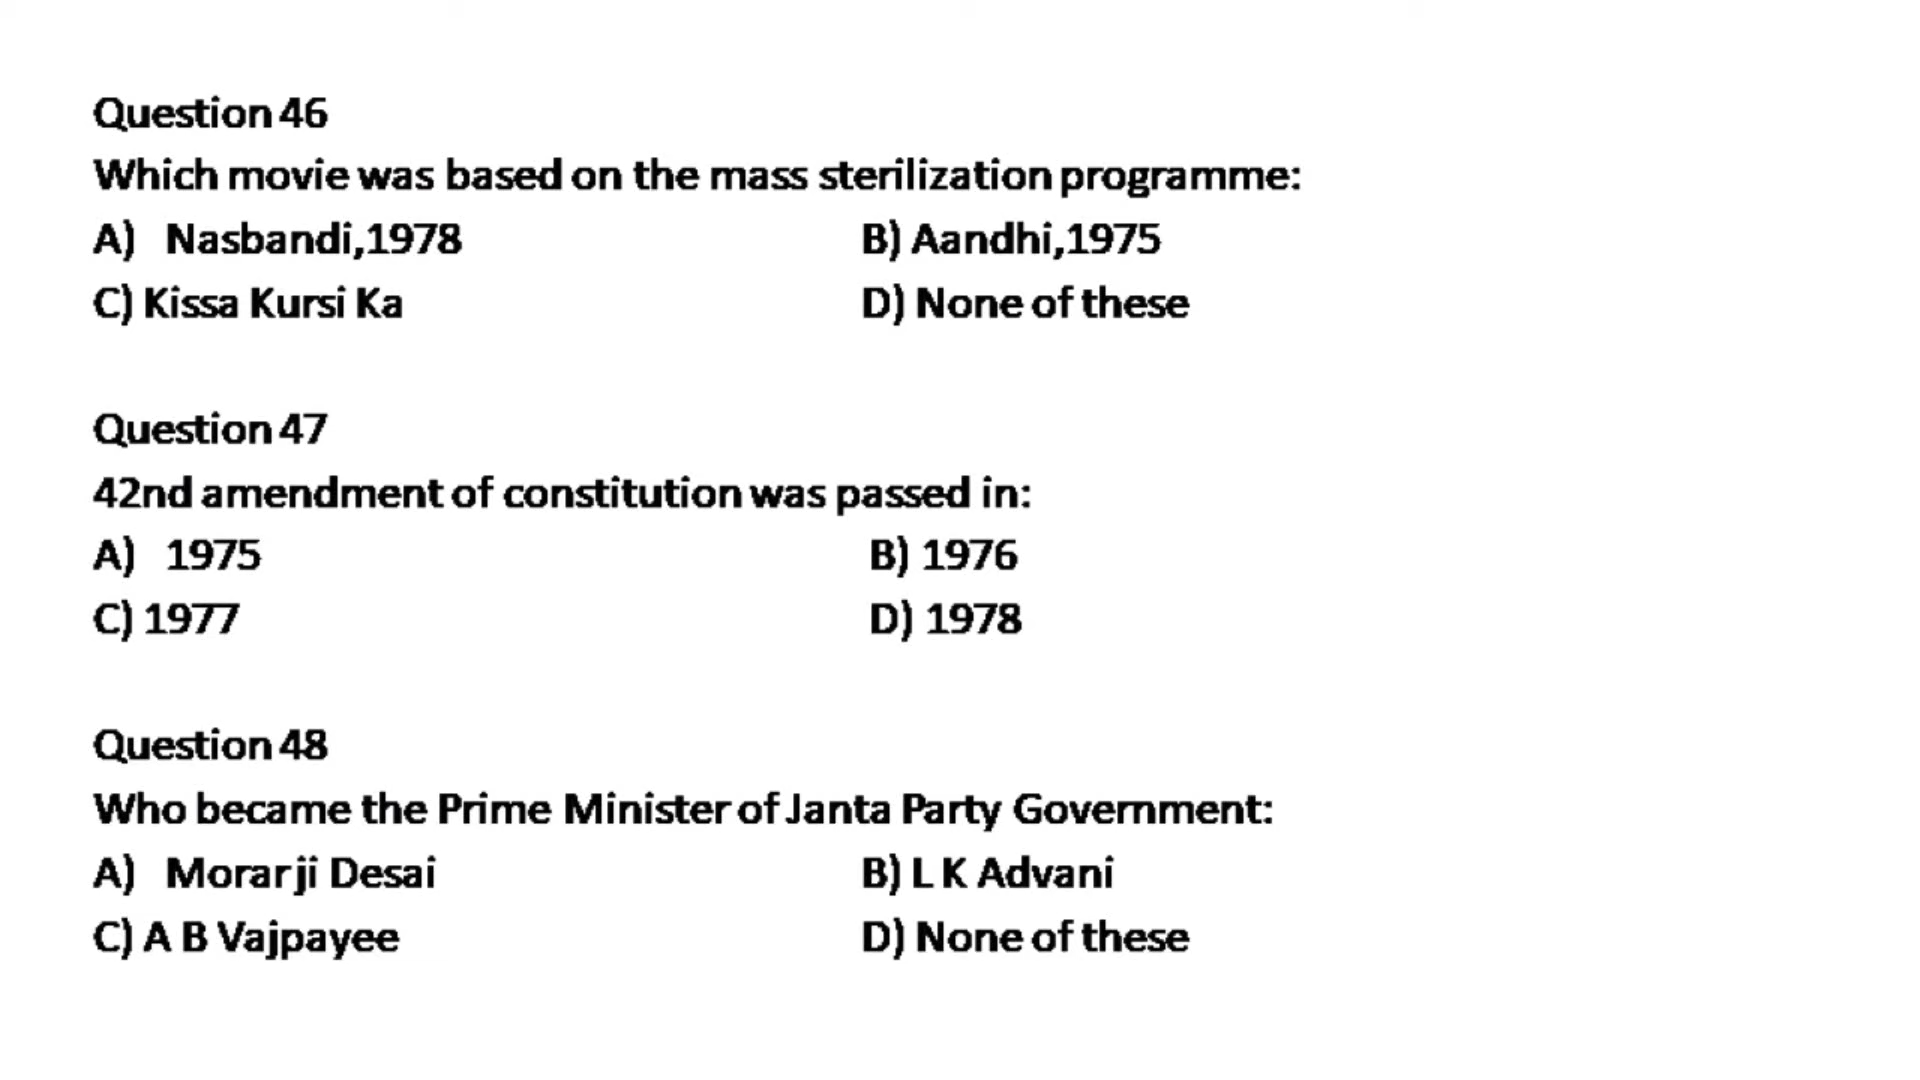 Question 46
Which movie was based on the mass sterilization programme:
A) Nasbandi,1978 B) Aandhi,1975
C) Kissa Kursi Ka D) None of these
Question 47
42nd amendment of constitution was passed in:
A) 1975 B) 1976
C) 1977 D) 1978
Question 48
Who became the Prime Minister of Janta Party Government:
A) Morarji Desai B) L K Advani
C) A B Vajpayee D) None of these